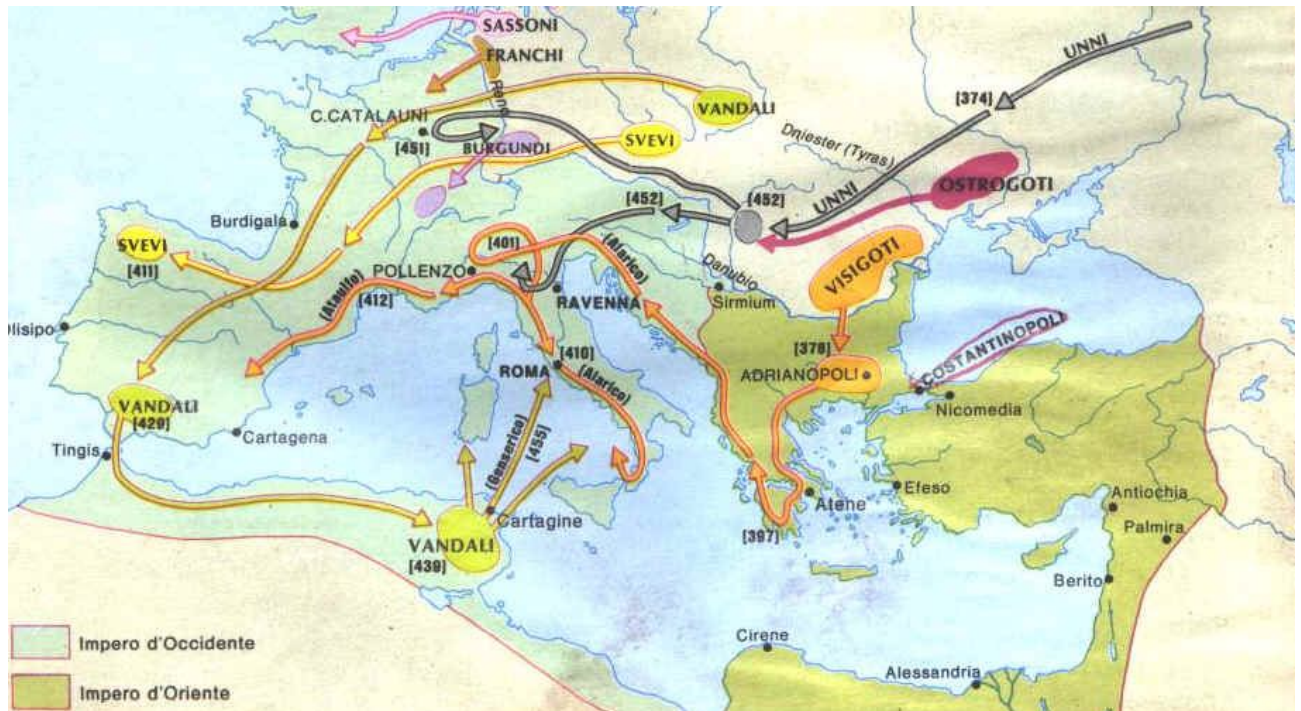 SASSONI
FRANCHI
Reno
UNNI
[374]
VANDALI
C.CATALAUNI
[451]
BURGUNDI
SVEVI
Dniester (Tyras)
OSTROGOTI
UNNI
[452]
[452]
Burdigala
SVEVI
[411]
[401]
(Alarico)
POLLENZO
(Ataulfo)
[412]
RAVENNA
Danubio
Sirmium
VISIGOTI
COSTANTINOPOLI
[378]
ADRIANOPOLI
Nicomedia
Olisipo
[410]
ROMA
(Alarico)
VANDALI
[429]
Cartagena
Tingis
(Genserico)
[455]
Cartagine
VANDALI
[439]
Atene
[397]
Efeso
Antiochia
Palmira
Berito
Cirene
Alessandria
Impero d'Occidente
Impero d'Oriente